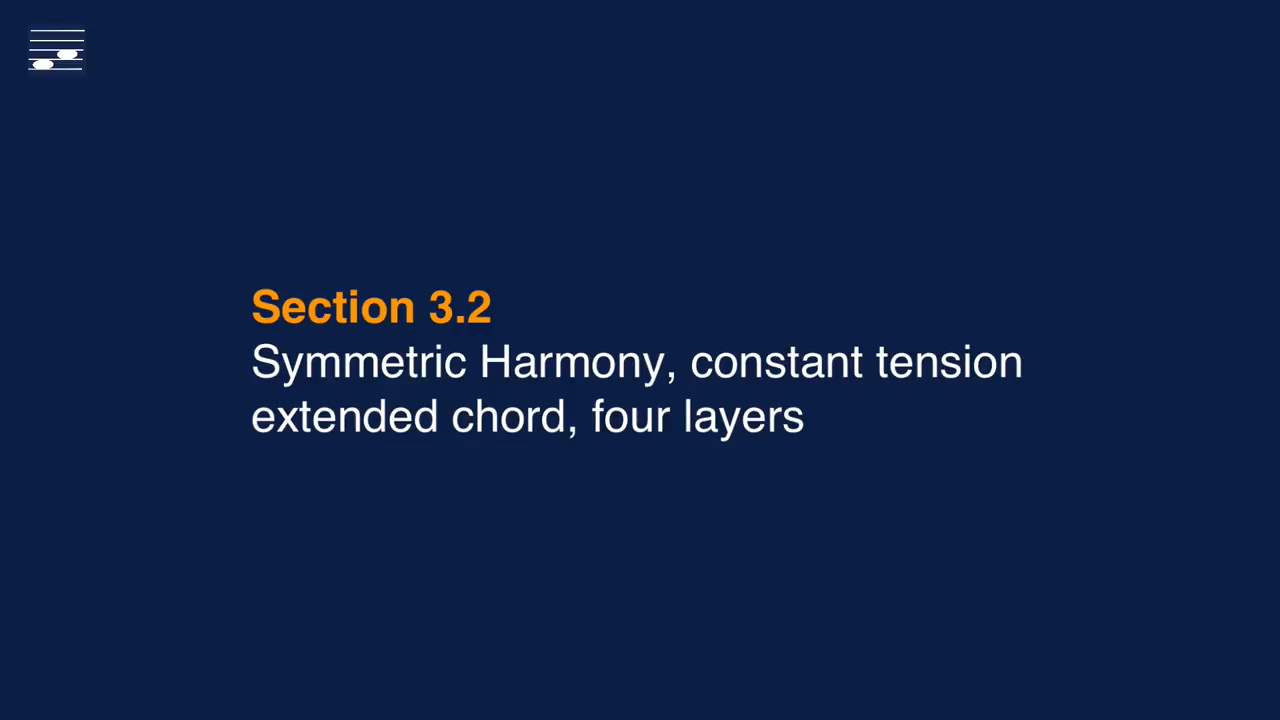 Section 3.2
Symmetric Harmony, constant tension
extended chord, four layers